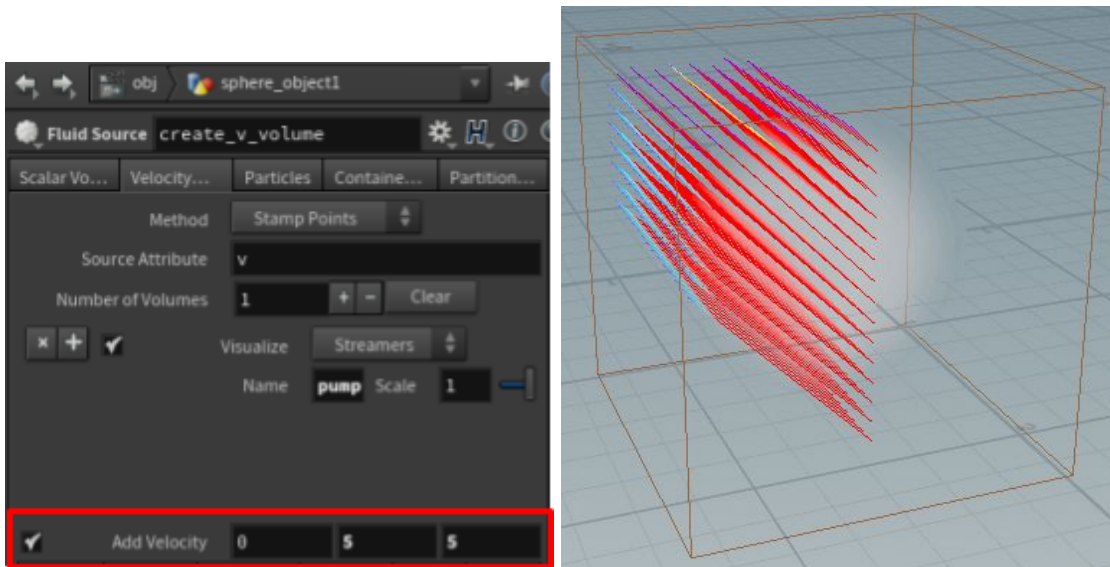 obj sphere_object1
Fluid Source create_v_volume
Scalar Vo... Velocity... Particles Containe... Partition...
Method Stamp Points
Source Attribute v
Number of Volumes 1 + - Clear
Visualize Streamers
Name pump Scale 1
Add Velocity 0 5 5